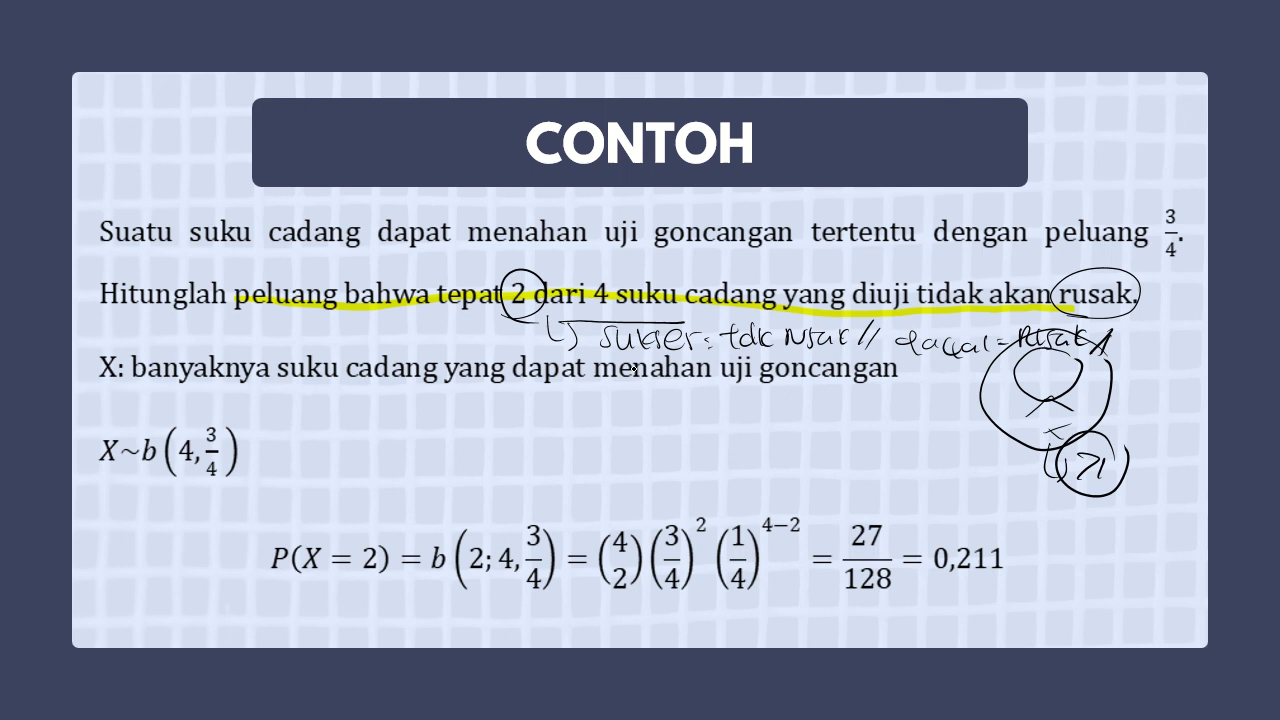 CONTOH
Suatu suku cadang dapat menahan uji goncangan tertentu dengan peluang 3/4.
Hitunglah peluang bahwa tepat 2 dari 4 suku cadang yang diuji tidak akan rusak.
sukses = tdk rusak // gagal = Rusak
X: banyaknya suku cadang yang dapat menahan uji goncangan
X
X~b(4, 3/4)
x
P(X = 2) = b(2; 4, 3/4) = (4 2)(3/4)^2 (1/4)^4−2 = 27/128 = 0,211